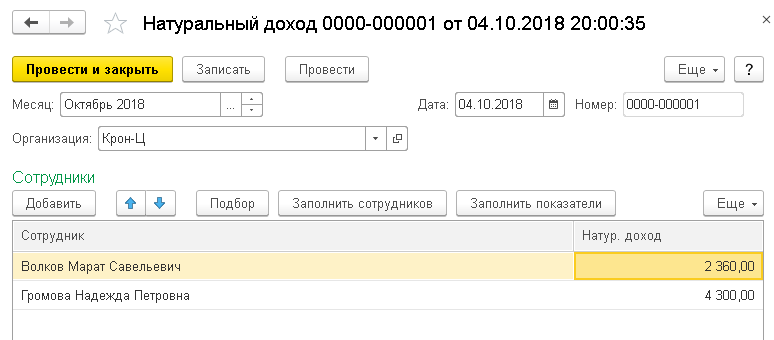 Натуральный доход 0000-000001 от 04.10.2018 20:00:35
Провести и закрыть Записать Провести Еще ?
Месяц: Октябрь 2018 ... Дата: 04.10.2018 Номер: 0000-000001
Организация: Крон-Ц
Сотрудники
Добавить Подбор Заполнить сотрудников Заполнить показатели Еще
Сотрудник Натур. доход
Волков Марат Савельевич 2 360,00
Громова Надежда Петровна 4 300,00